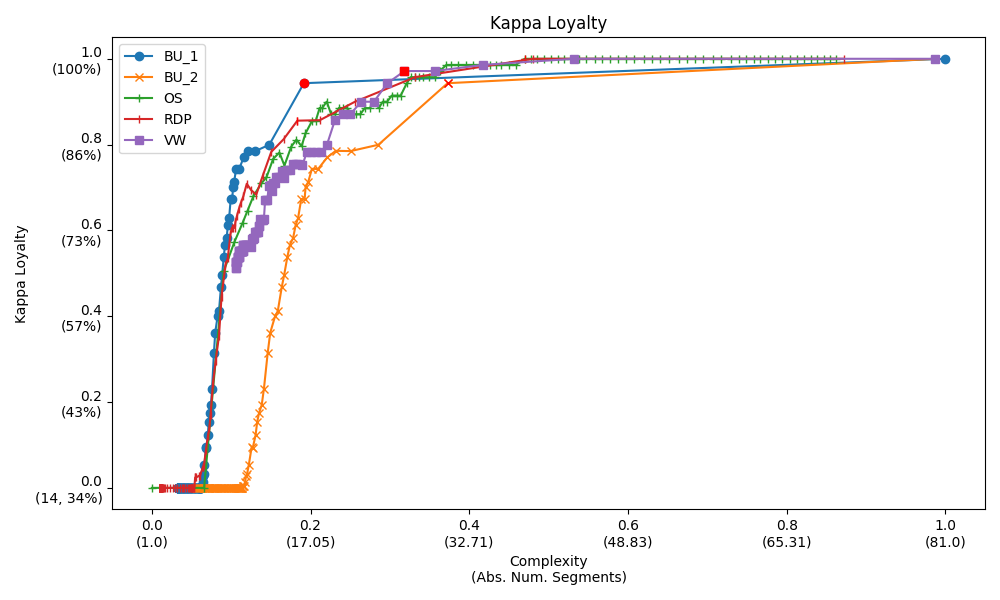 Kappa Loyalty
BU_1
BU_2
OS
RDP
VW
Kappa Loyalty
1.0
(100%)
0.8
(86%)
0.6
(73%)
0.4
(57%)
0.2
(43%)
0.0
(14, 34%)
0.0 0.2 0.4 0.6 0.8 1.0
(1.0) (17.05) (32.71) (48.83) (65.31) (81.0)
Complexity
(Abs. Num. Segments)